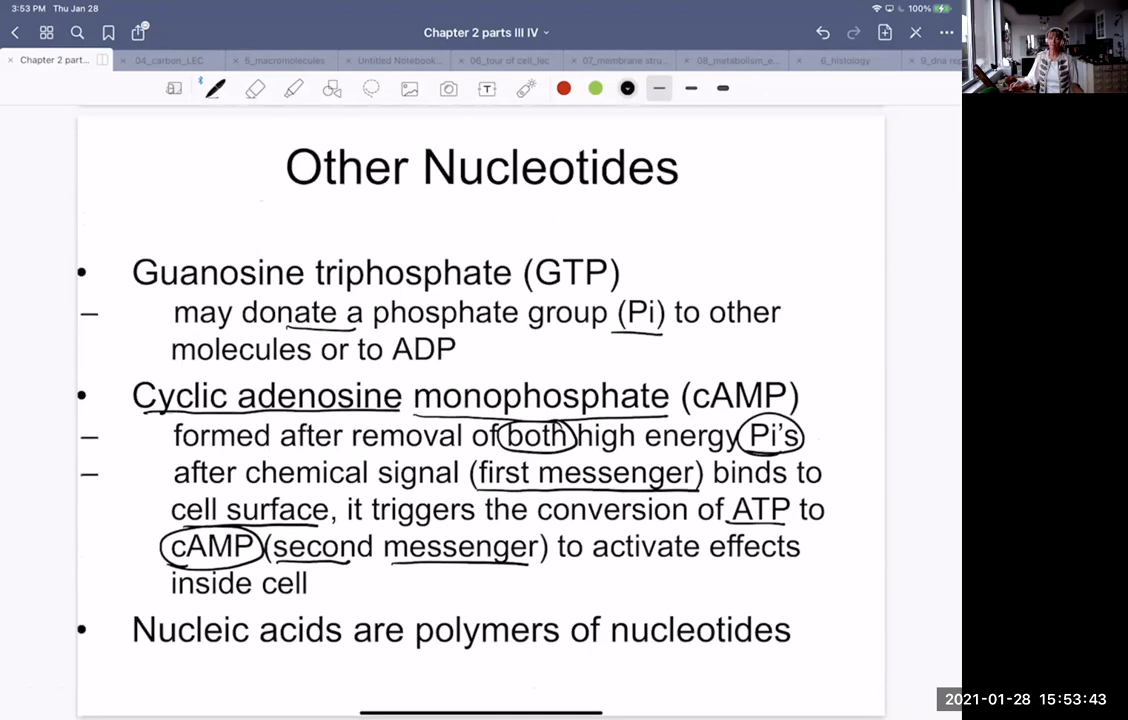 3:53 PM Thu Jan 28
100%
Chapter 2 parts III IV
Chapter 2 part...
04_carbon_LEC
5_macromolecules
Untitled Notebook...
06_tour of cell_lec
07_membrane stru...
08_metabolism_e...
6_histology
9_dna re
Other Nucleotides
• Guanosine triphosphate (GTP)
– may donate a phosphate group (Pi) to other
molecules or to ADP
• Cyclic adenosine monophosphate (cAMP)
– formed after removal of both high energy Pi's
– after chemical signal (first messenger) binds to
cell surface, it triggers the conversion of ATP to
cAMP (second messenger) to activate effects
inside cell
• Nucleic acids are polymers of nucleotides
2021-01-28 15:53:43